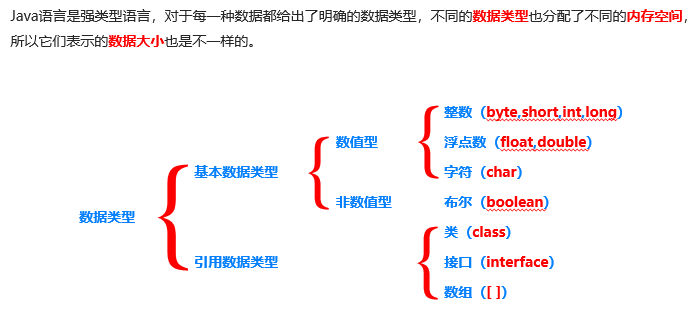 Java语言是强类型语言，对于每一种数据都给出了明确的数据类型，不同的数据类型也分配了不同的内存空间，
所以它们表示的数据大小也是不一样的。
整数（byte,short,int,long）
数值型
浮点数（float,double）
基本数据类型
字符（char）
非数值型
布尔（boolean）
数据类型
类（class）
引用数据类型
接口（interface）
数组（[ ]）